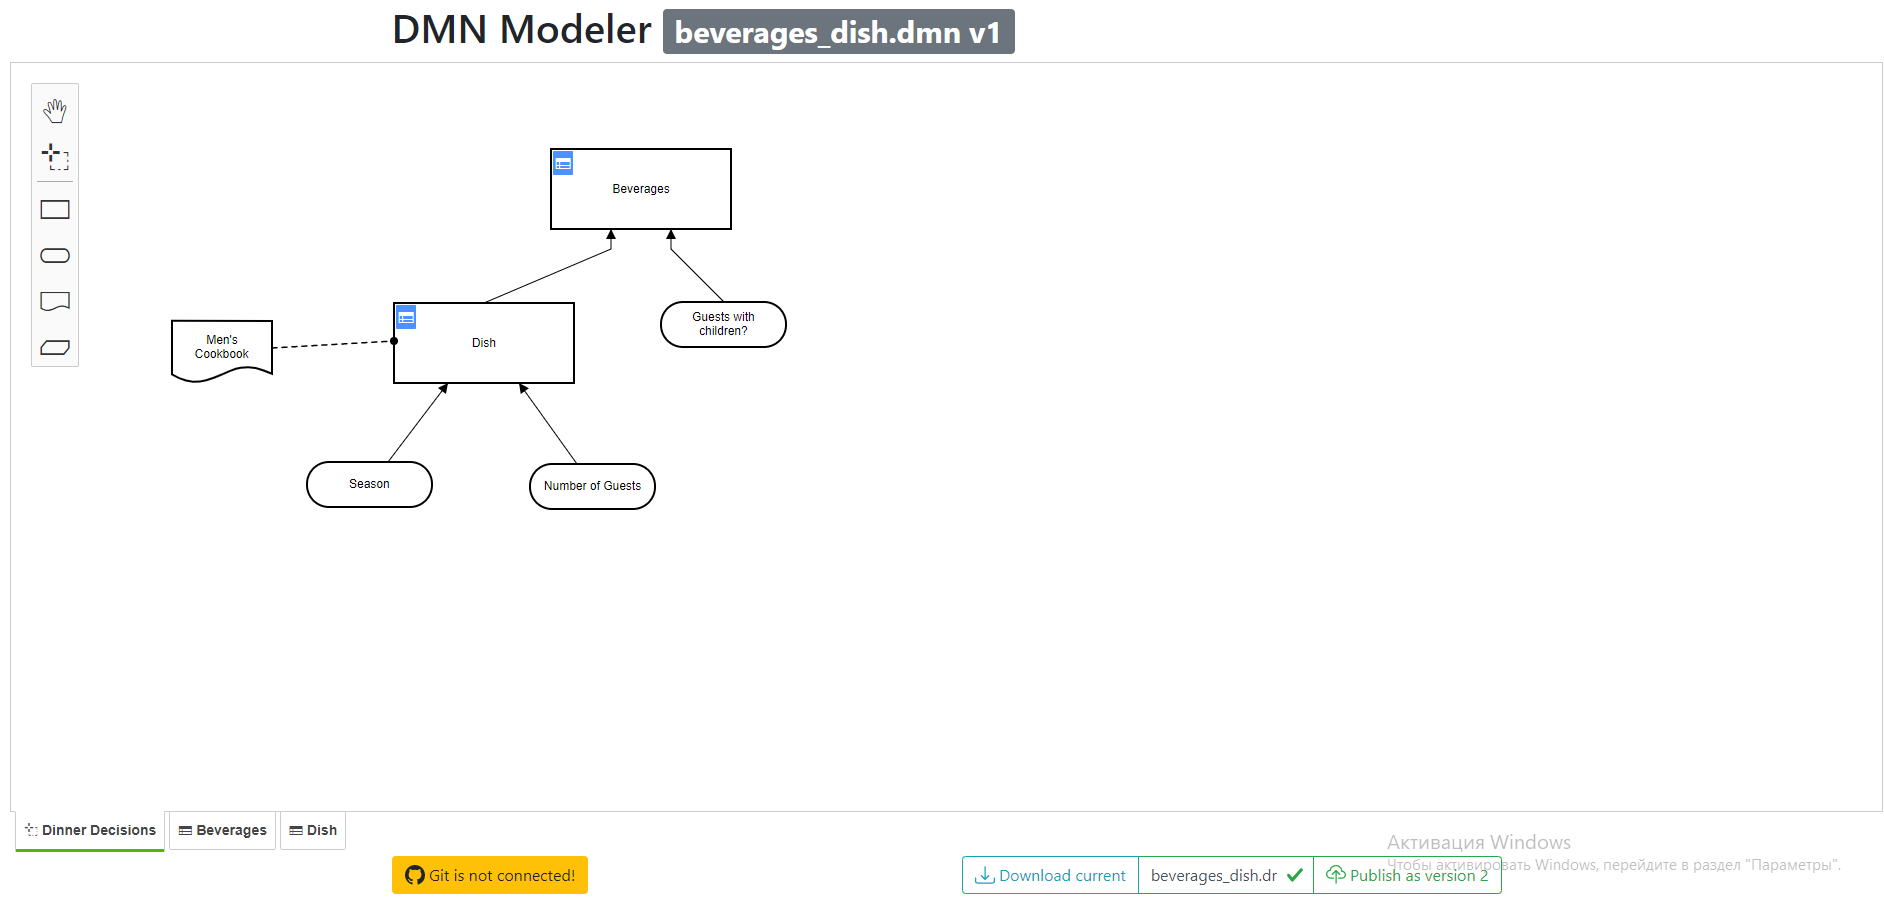 DMN Modeler beverages_dish.dmn v1
Beverages
Guests with
children?
Men's
Cookbook
Dish
Season
Number of Guests
Dinner Decisions
Beverages
Dish
Активация Windows
Чтобы активировать Windows, перейдите в раздел "Параметры".
Git is not connected!
Download current
beverages_dish.dr
Publish as version 2